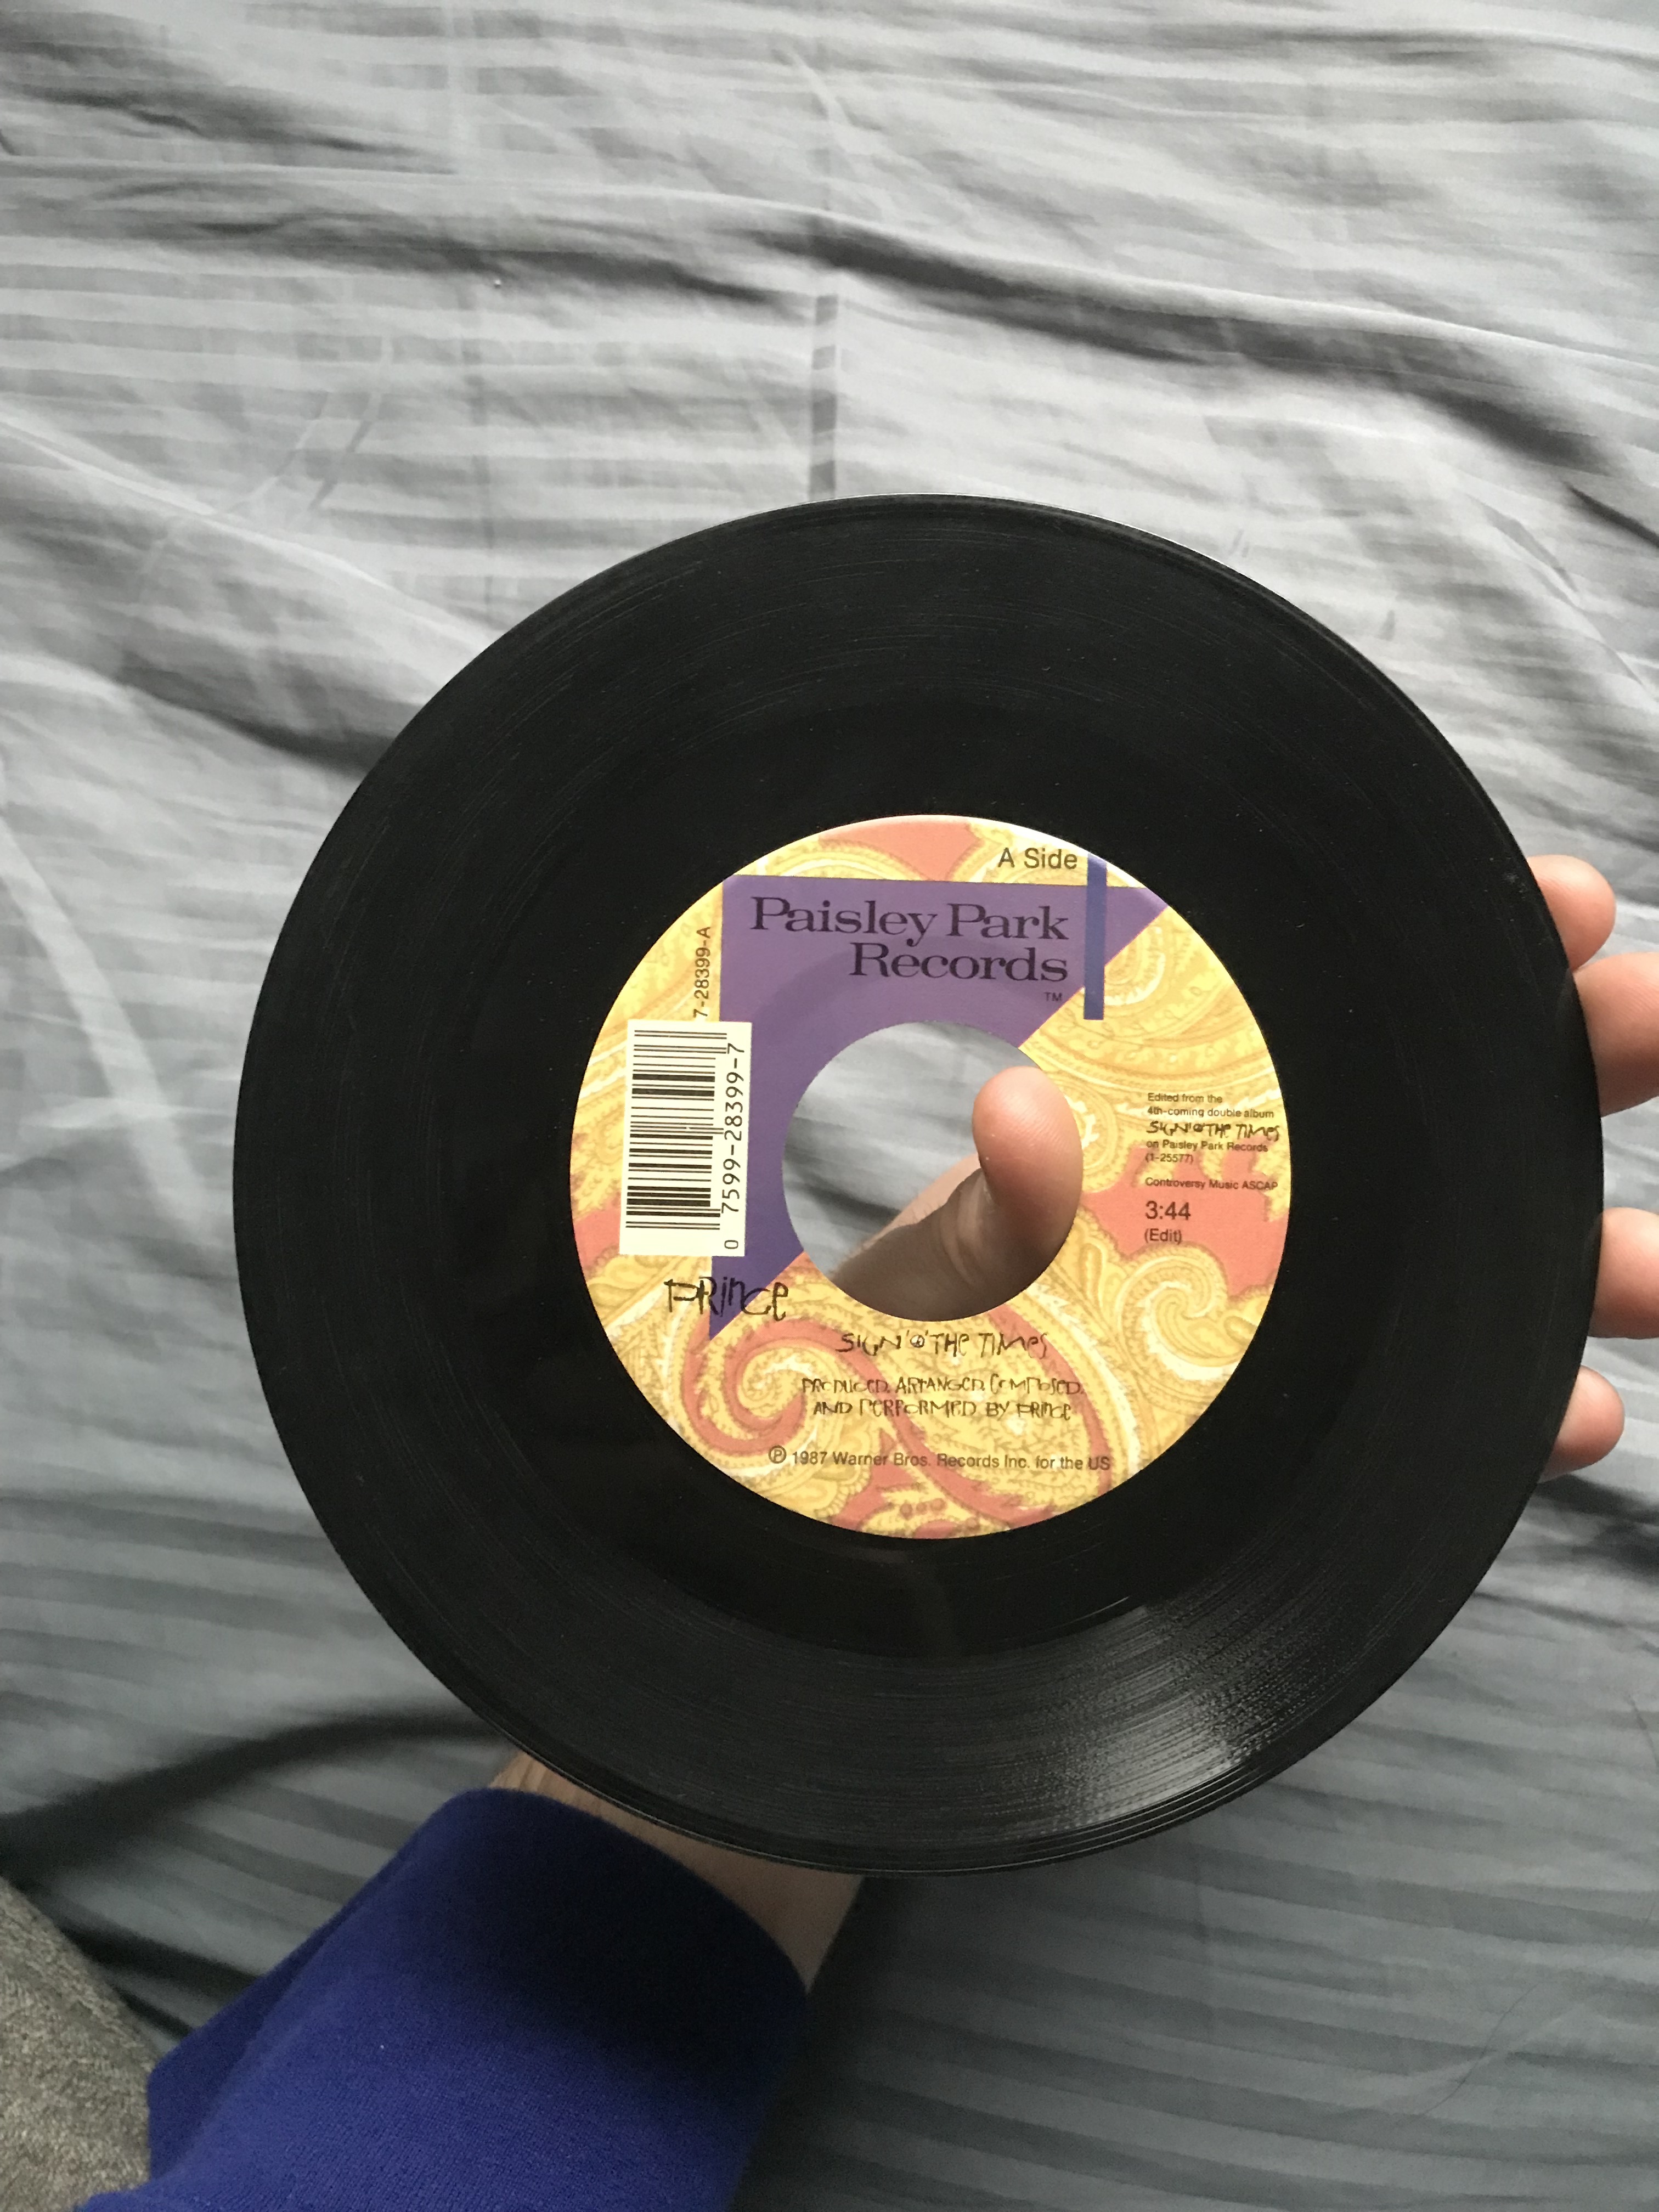 A Side
Paisley Park
Records
TM
7-28399-A
0 7599-28399-7
Edited from the
4th-coming double album
SIGN "☮" THE TIMES
on Paisley Park Records
(1-25577)
Controversy Music ASCAP
3:44
(Edit)
PRINCE
SIGN "☮" THE TIMES
PRODUCED, ARRANGED, COMPOSED,
AND PERFORMED BY PRINCE
℗ 1987 Warner Bros. Records Inc. for the US